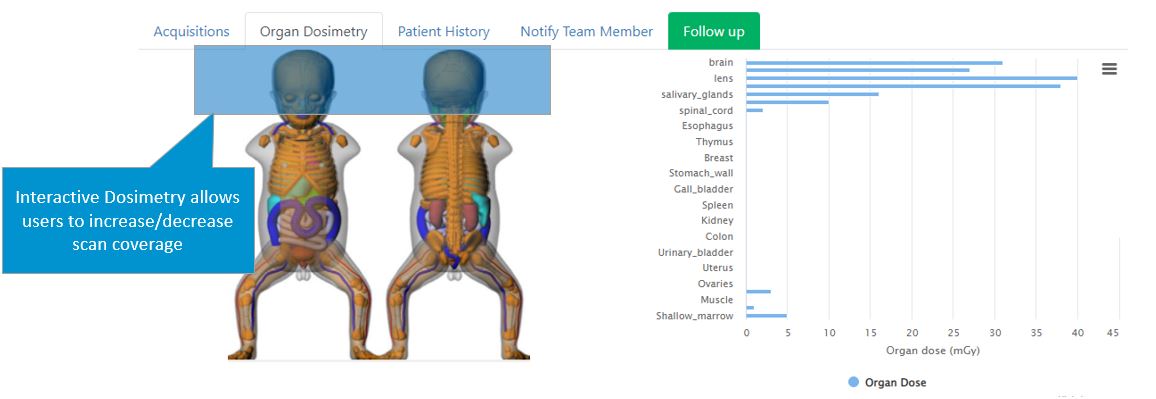 Acquisitions
Organ Dosimetry
Patient History
Notify Team Member
Follow up
Interactive Dosimetry allows
users to increase/decrease
scan coverage
brain
lens
salivary_glands
spinal_cord
Esophagus
Thymus
Breast
Stomach_wall
Gall_bladder
Spleen
Kidney
Colon
Urinary_bladder
Uterus
Ovaries
Muscle
Shallow_marrow
0 5 10 15 20 25 30 35 40 45
Organ dose (mGy)
Organ Dose